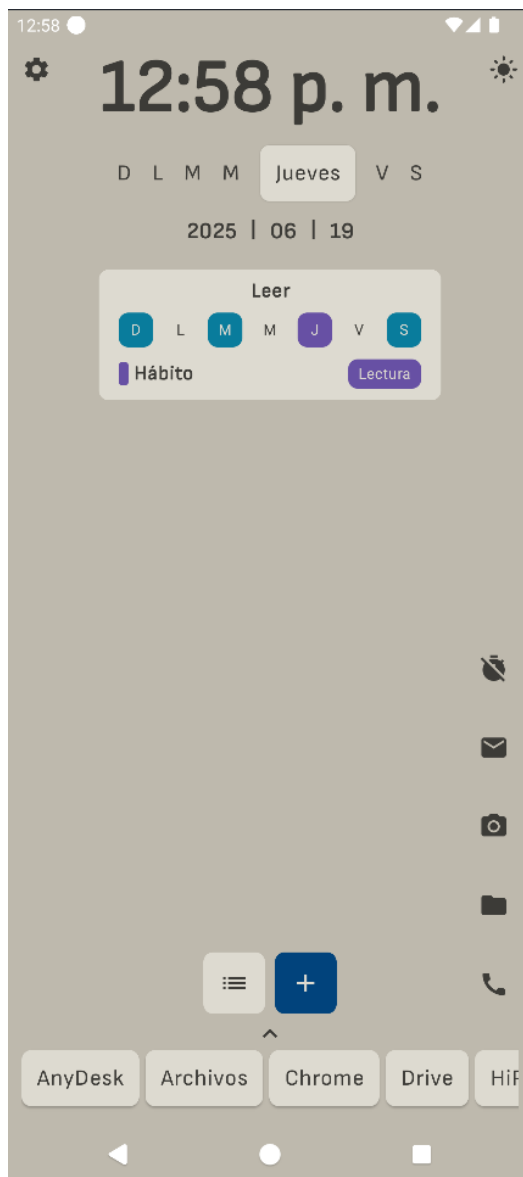 12:58
12:58 p. m.
D L M M Jueves V S
2025 | 06 | 19
Leer
D L M M J V S
Hábito Lectura
AnyDesk Archivos Chrome Drive